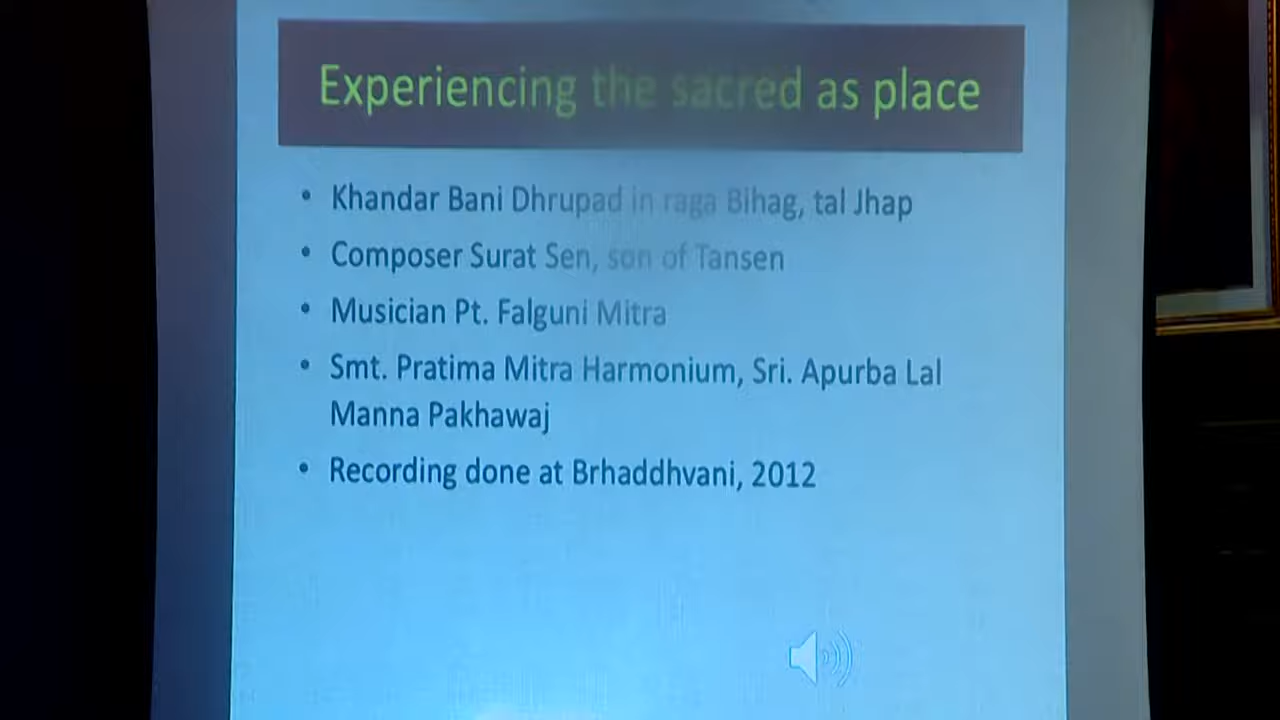 Experiencing the sacred as place
• Khandar Bani Dhrupad in raga Bihag, tal Jhap
• Composer Surat Sen, son of Tansen
• Musician Pt. Falguni Mitra
• Smt. Pratima Mitra Harmonium, Sri. Apurba Lal
Manna Pakhawaj
• Recording done at Brhaddhvani, 2012